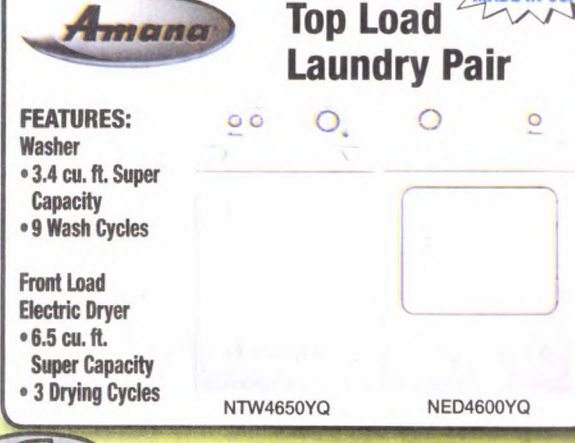 Amana
Top Load
Laundry Pair
FEATURES:
Washer
• 3.4 cu. ft. Super
Capacity
• 9 Wash Cycles
Front Load
Electric Dryer
• 6.5 cu. ft.
Super Capacity
• 3 Drying Cycles
NTW4650YQ
NED4600YQ